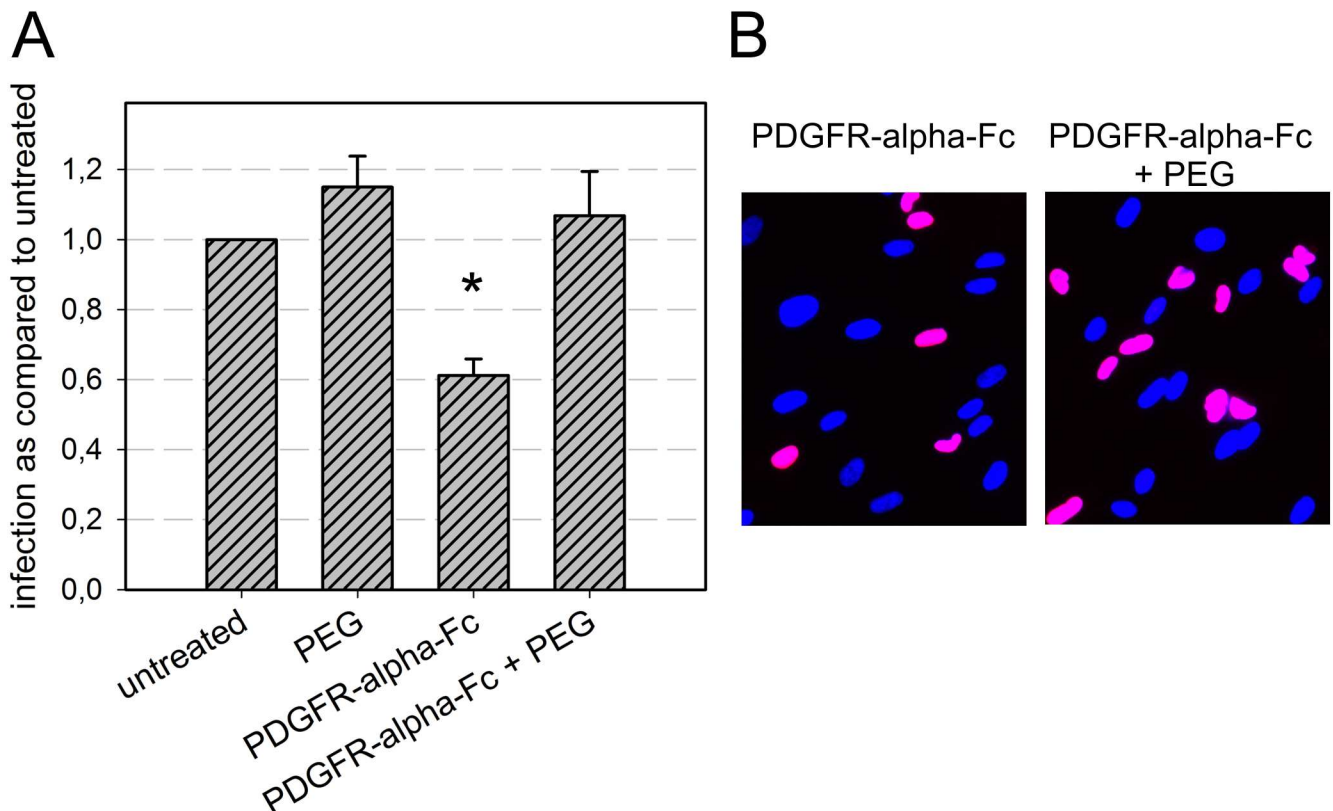 A
B
infection as compared to untreated
1,2
1,0
0,8
0,6
0,4
0,2
0,0
*
untreated
PEG
PDGFR-alpha-Fc
PDGFR-alpha-Fc + PEG
PDGFR-alpha-Fc
PDGFR-alpha-Fc
+ PEG